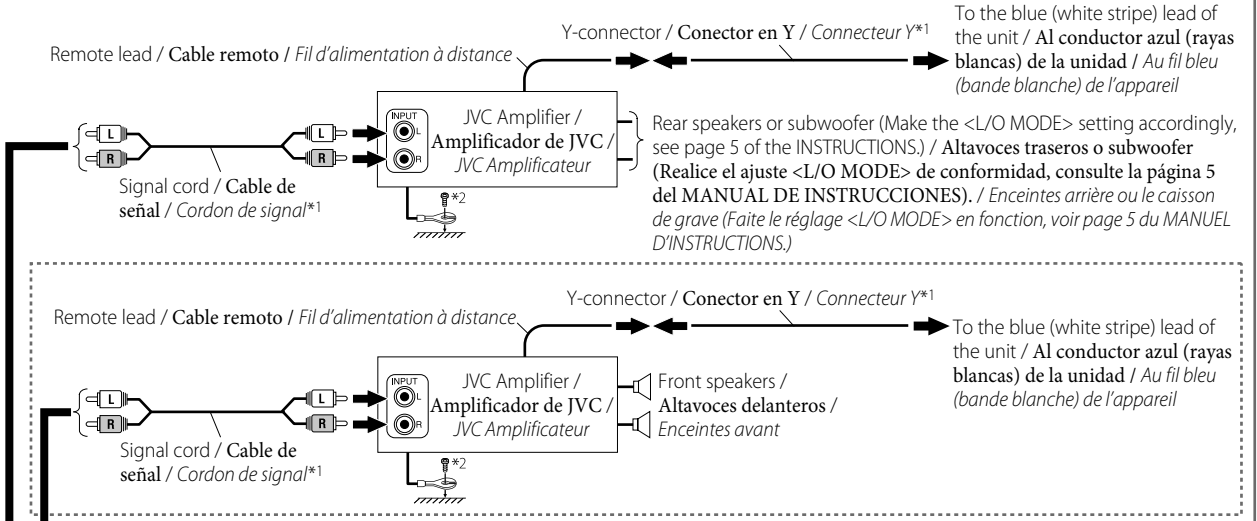 Remote lead / Cable remoto / Fil d'alimentation à distance
Y-connector / Conector en Y / Connecteur Y*1
To the blue (white stripe) lead of
the unit / Al conductor azul (rayas
blancas) de la unidad / Au fil bleu
(bande blanche) de l'appareil
L
R
L
R
Signal cord / Cable de
señal / Cordon de signal*1
INPUT
L
R
JVC Amplifier /
Amplificador de JVC /
JVC Amplificateur
*2
Rear speakers or subwoofer (Make the <L/O MODE> setting accordingly,
see page 5 of the INSTRUCTIONS.) / Altavoces traseros o subwoofer
(Realice el ajuste <L/O MODE> de conformidad, consulte la página 5
del MANUAL DE INSTRUCCIONES). / Enceintes arrière ou le caisson
de grave (Faite le réglage <L/O MODE> en fonction, voir page 5 du MANUEL
D'INSTRUCTIONS.)
Remote lead / Cable remoto / Fil d'alimentation à distance
Y-connector / Conector en Y / Connecteur Y*1
To the blue (white stripe) lead of
the unit / Al conductor azul (rayas
blancas) de la unidad / Au fil bleu
(bande blanche) de l'appareil
L
R
L
R
Signal cord / Cable de
señal / Cordon de signal*1
INPUT
L
R
JVC Amplifier /
Amplificador de JVC /
JVC Amplificateur
*2
Front speakers /
Altavoces delanteros /
Enceintes avant